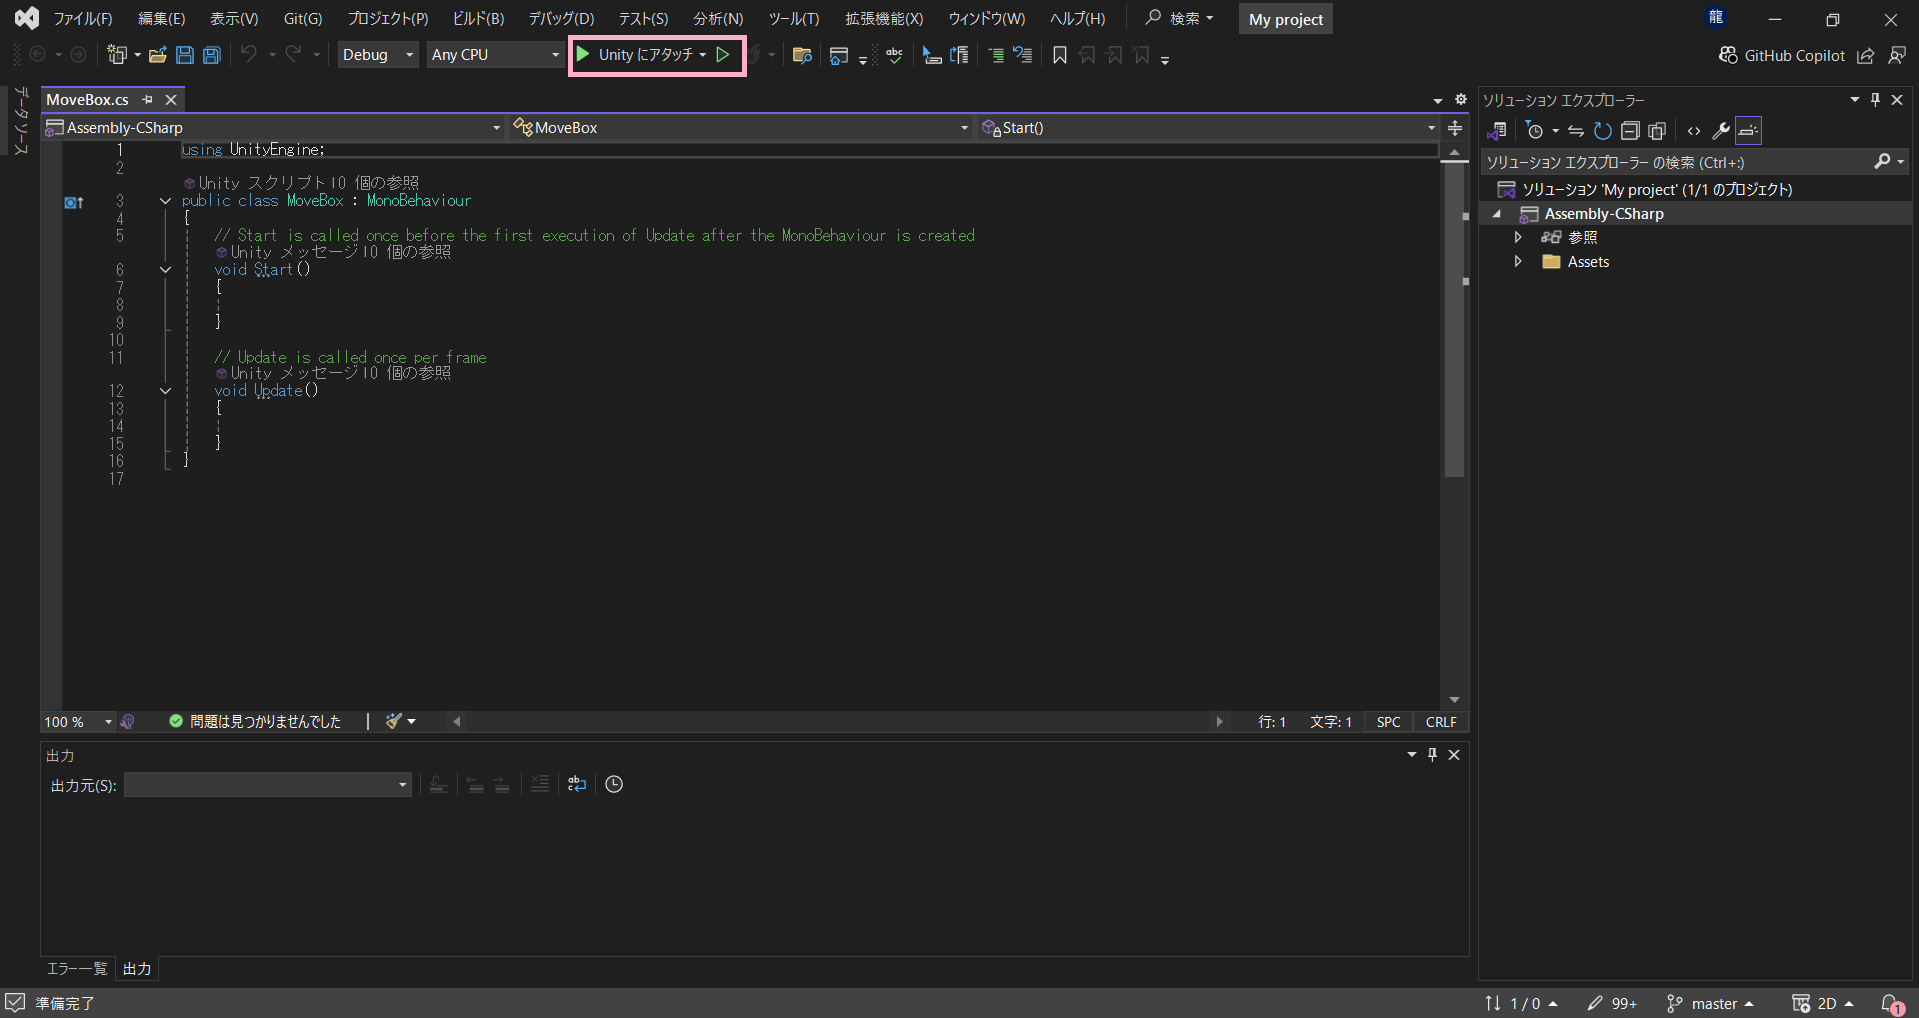 ファイル(F) 編集(E) 表示(V) Git(G) プロジェクト(P) ビルド(B) デバッグ(D) テスト(S) 分析(N) ツール(T) 拡張機能(X) ウィンドウ(W) ヘルプ(H) 検索 My project 龍
Debug Any CPU Unity にアタッチ abc GitHub Copilot
データ ソース
MoveBox.cs
Assembly-CSharp MoveBox Start()
1 using UnityEngine;
2
Unity スクリプト|0 個の参照
3 public class MoveBox : MonoBehaviour
4 {
5 // Start is called once before the first execution of Update after the MonoBehaviour is created
Unity メッセージ|0 個の参照
6 void Start()
7 {
8
9 }
10
11 // Update is called once per frame
Unity メッセージ|0 個の参照
12 void Update()
13 {
14
15 }
16 }
17
100 % 問題は見つかりませんでした 行: 1 文字: 1 SPC CRLF
出力
出力元(S):
エラー一覧 出力
ソリューション エクスプローラー
ソリューション エクスプローラー の検索 (Ctrl+;)
ソリューション 'My project' (1/1 のプロジェクト)
Assembly-CSharp
参照
Assets
準備完了 1 / 0 99+ master 2D 1